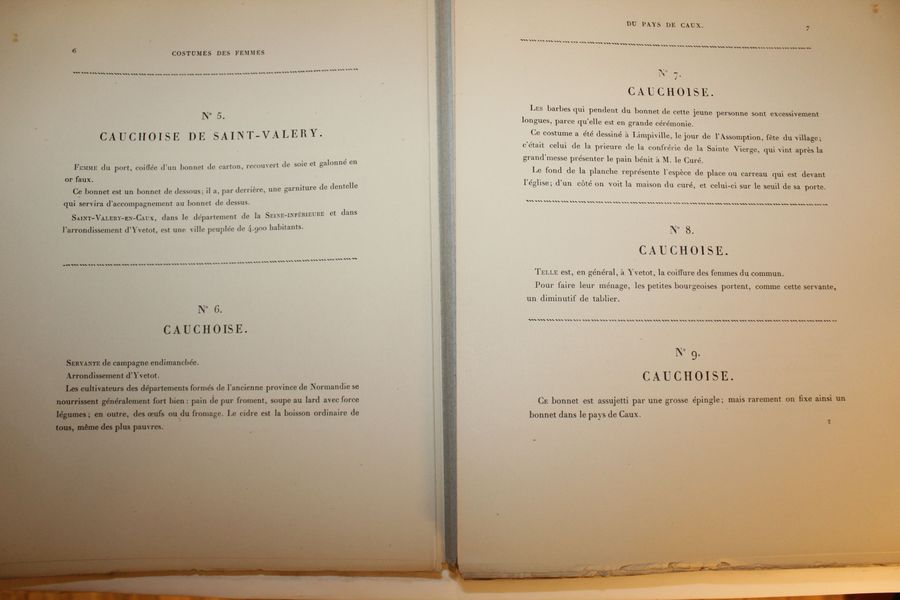 6
COSTUMES DES FEMMES
N° 5.
CAUCHOISE DE SAINT-VALERY.
FEMME du port, coiffée d'un bonnet de carton, recouvert de soie et galonné en
or faux.
Ce bonnet est un bonnet de dessous; il a, par derrière, une garniture de dentelle
qui servira d'accompagnement au bonnet de dessus.
SAINT-VALERY-EN-CAUX, dans le département de la SEINE-INFÉRIEURE et dans
l'arrondissement d'Yvetot, est une ville peuplée de 4,900 habitants.
N° 6.
CAUCHOISE.
SERVANTE de campagne endimanchée.
Arrondissement d'Yvetot.
Les cultivateurs des départements formés de l'ancienne province de Normandie se
nourrissent généralement fort bien : pain de pur froment, soupe au lard avec force
légumes; en outre, des œufs ou du fromage. Le cidre est la boisson ordinaire de
tous, même des plus pauvres.
DU PAYS DE CAUX.
7
N° 7.
CAUCHOISE.
LES barbes qui pendent du bonnet de cette jeune personne sont excessivement
longues, parce qu'elle est en grande cérémonie.
Ce costume a été dessiné à Limpiville, le jour de l'Assomption, fête du village;
c'était celui de la prieure de la confrérie de la Sainte Vierge, qui vint après la
grand'messe présenter le pain bénit à M. le Curé.
Le fond de la planche représente l'espèce de place ou carreau qui est devant
l'église; d'un côté on voit la maison du curé, et celui-ci sur le seuil de sa porte.
N° 8.
CAUCHOISE.
TELLE est, en général, à Yvetot, la coiffure des femmes du commun.
Pour faire leur ménage, les petites bourgeoises portent, comme cette servante,
un diminutif de tablier.
N° 9.
CAUCHOISE.
CE bonnet est assujetti par une grosse épingle; mais rarement on fixe ainsi un
bonnet dans le pays de Caux.
2